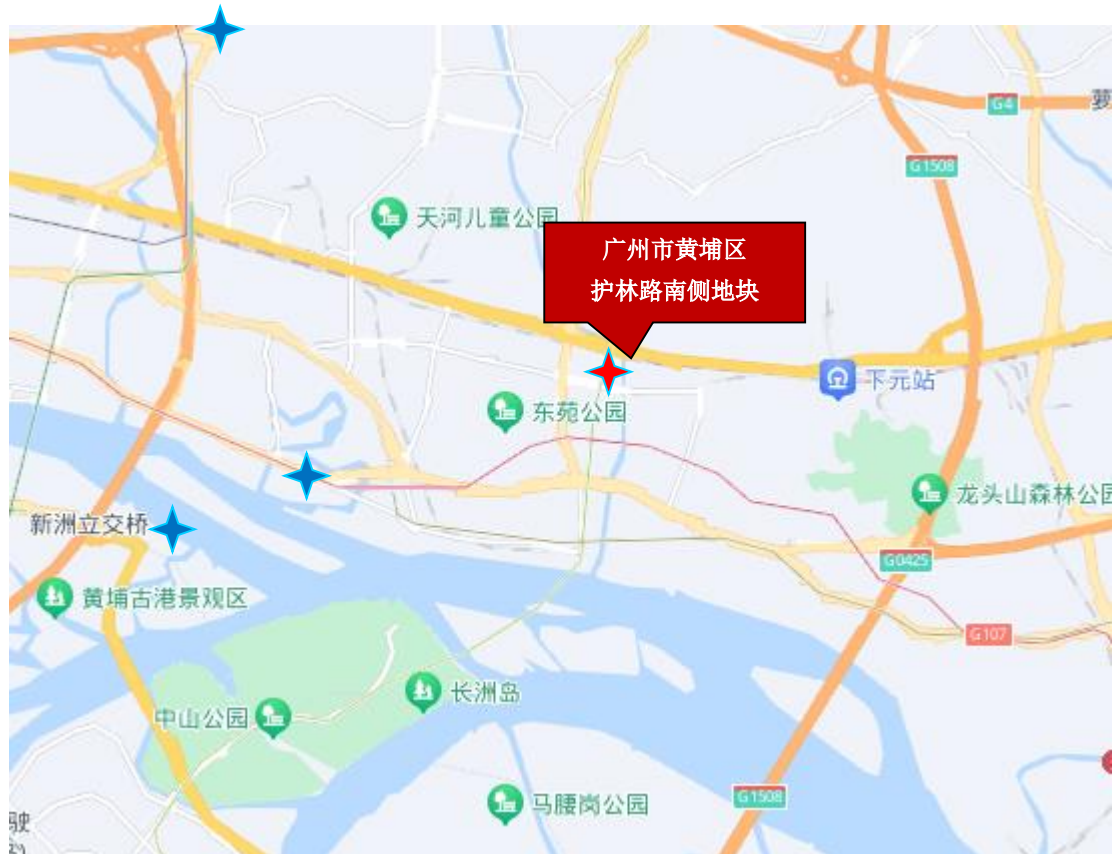 G4
萝
G1508
天河儿童公园
广州市黄埔区
护林路南侧地块
下元站
东苑公园
龙头山森林公园
新洲立交桥
G0425
黄埔古港景观区
G107
长洲岛
中山公园
G1508
马腰岗公园
驶